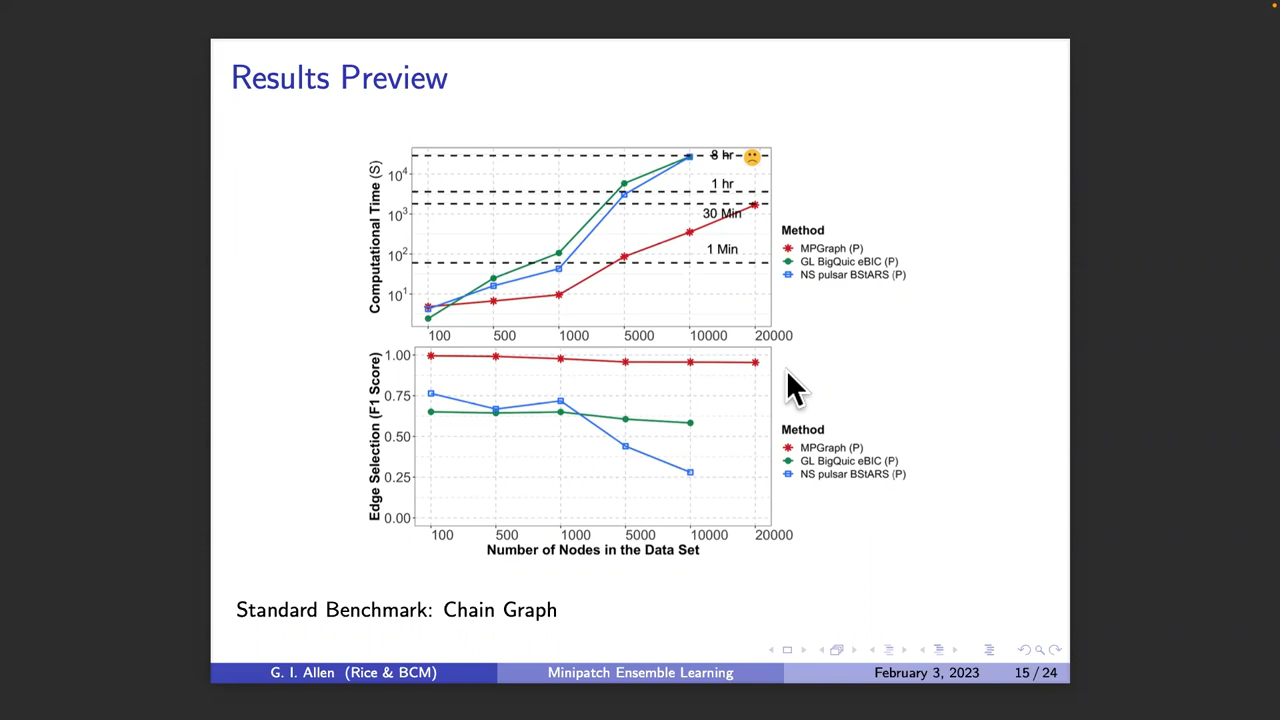 Results Preview
Computational Time (S)
10^4
10^3
10^2
10^1
8 hr
1 hr
30 Min
1 Min
100 500 1000 5000 10000 20000
Method
MPGraph (P)
GL BigQuic eBIC (P)
NS pulsar BStARS (P)
Edge Selection (F1 Score)
1.00
0.75
0.50
0.25
0.00
100 500 1000 5000 10000 20000
Number of Nodes in the Data Set
Method
MPGraph (P)
GL BigQuic eBIC (P)
NS pulsar BStARS (P)
Standard Benchmark: Chain Graph
G. I. Allen (Rice & BCM) Minipatch Ensemble Learning February 3, 2023 15 / 24